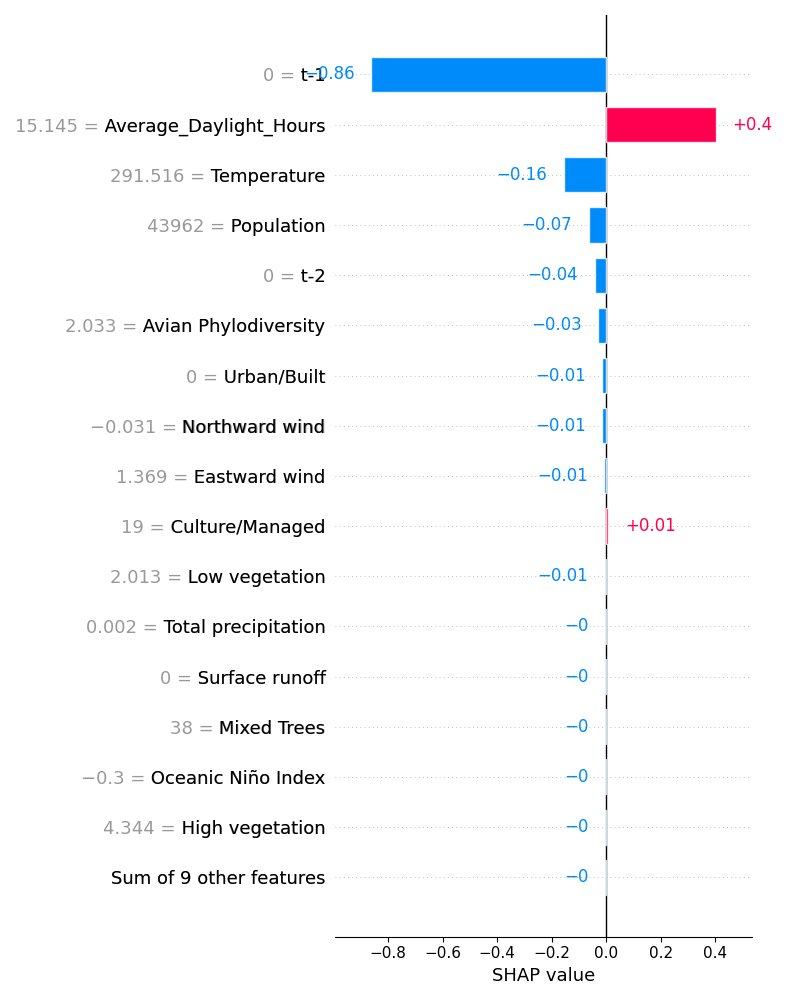 0 = t-1 −0.86
15.145 = Average_Daylight_Hours +0.4
291.516 = Temperature −0.16
43962 = Population −0.07
0 = t-2 −0.04
2.033 = Avian Phylodiversity −0.03
0 = Urban/Built −0.01
−0.031 = Northward wind −0.01
1.369 = Eastward wind −0.01
19 = Culture/Managed +0.01
2.013 = Low vegetation −0.01
0.002 = Total precipitation −0
0 = Surface runoff −0
38 = Mixed Trees −0
−0.3 = Oceanic Niño Index −0
4.344 = High vegetation −0
Sum of 9 other features −0
−0.8 −0.6 −0.4 −0.2 0.0 0.2 0.4
SHAP value